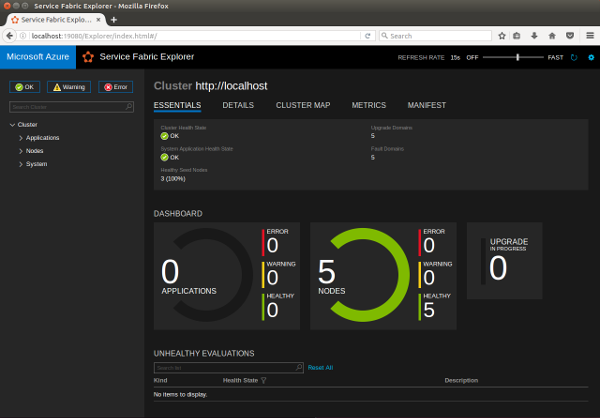 Service Fabric Explorer - Mozilla Firefox
Service Fabric Explo...
localhost:19080/Explorer/index.html#/
Search
Microsoft Azure
Service Fabric Explorer
REFRESH RATE 15s OFF FAST
OK
Warning
Error
Search Cluster
Cluster
Applications
Nodes
System
Cluster http://localhost
ESSENTIALS DETAILS CLUSTER MAP METRICS MANIFEST
Cluster Health State
OK
System Application Health State
OK
Healthy Seed Nodes
3 (100%)
Upgrade Domains
5
Fault Domains
5
DASHBOARD
0
APPLICATIONS
ERROR
0
WARNING
0
HEALTHY
0
5
NODES
ERROR
0
WARNING
0
HEALTHY
5
UPGRADE
IN PROGRESS
0
UNHEALTHY EVALUATIONS
Search list
Reset All
Kind Health State Description
No items to display.